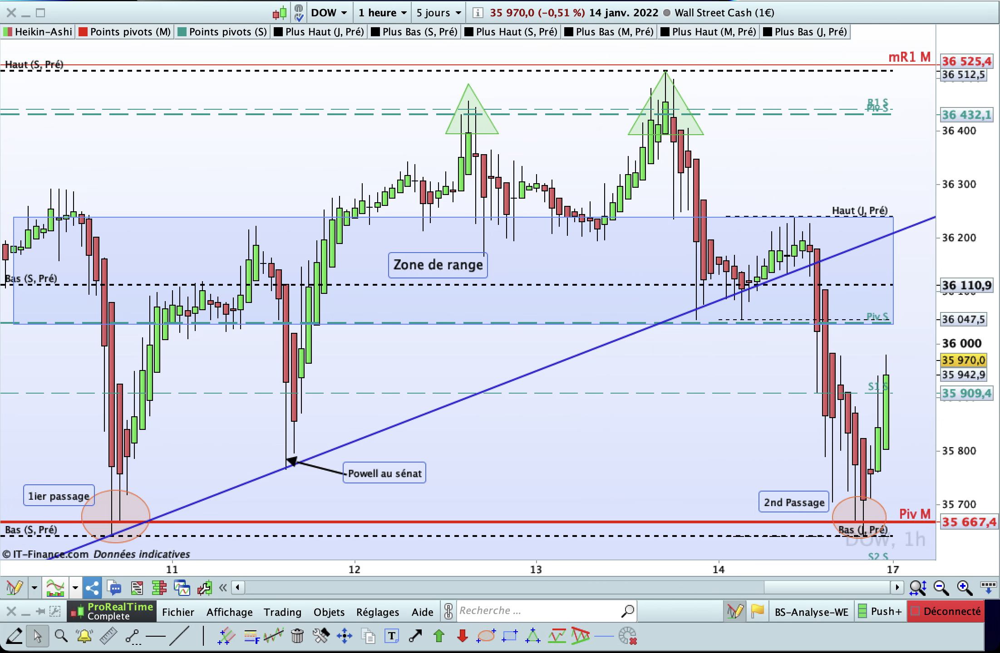 DOW 1 heure 5 jours 35 970,0 (-0,51 %) 14 janv. 2022 Wall Street Cash (1€)
Heikin-Ashi Points pivots (M) Points pivots (S) Plus Haut (J, Pré) Plus Bas (S, Pré) Plus Haut (S, Pré) Plus Bas (M, Pré) Plus Haut (M, Pré) Plus Bas (J, Pré)
mR1 M 36 525,4
Haut (S, Pré)
36 512,5
R1 S
Piv S
36 432,1
36 400
36 300
Haut (J, Pré)
36 200
Zone de range
Bas (S, Pré)
36 110,9
Piv S
36 047,5
36 000
35 970,0
35 942,9
S1 S
35 909,4
35 800
Powell au sénat
1ier passage
2nd Passage
35 700
Piv M
35 667,4
Bas (S, Pré)
Bas (J, Pré)
DOW, 1h
© IT-Finance.com Données indicatives
S2 S
11 12 13 14 17
«
ProRealTime
Complete
Fichier Affichage Trading Objets Réglages Aide Recherche ... BS-Analyse-WE Push+ Déconnecté
F T